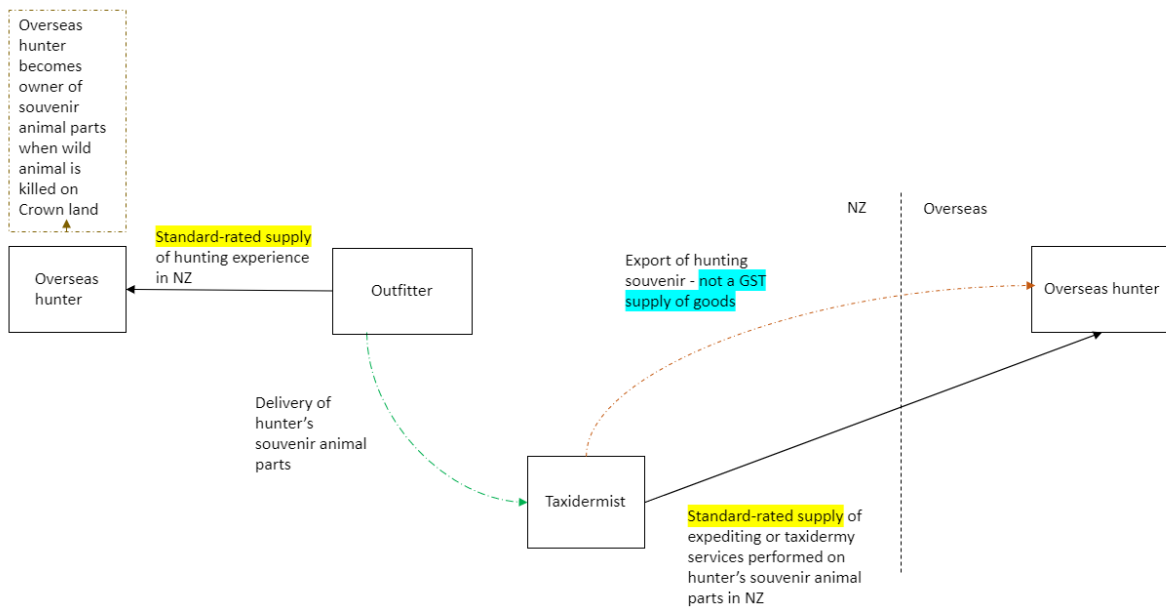 Overseas
hunter
becomes
owner of
souvenir
animal parts
when wild
animal is
killed on
Crown land
NZ
Overseas
Standard-rated supply
of hunting experience
in NZ
Overseas
hunter
Outfitter
Export of hunting
souvenir - not a GST
supply of goods
Overseas hunter
Delivery of
hunter’s
souvenir animal
parts
Taxidermist
Standard-rated supply of
expediting or taxidermy
services performed on
hunter’s souvenir animal
parts in NZ